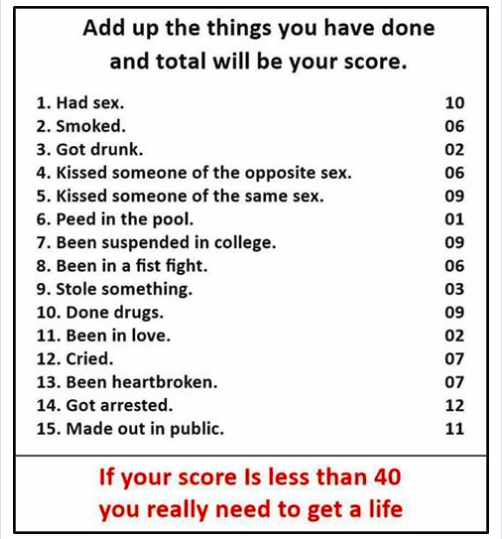 Add up the things you have done
and total will be your score.
1. Had sex. 10
2. Smoked. 06
3. Got drunk. 02
4. Kissed someone of the opposite sex. 06
5. Kissed someone of the same sex. 09
6. Peed in the pool. 01
7. Been suspended in college. 09
8. Been in a fist fight. 06
9. Stole something. 03
10. Done drugs. 09
11. Been in love. 02
12. Cried. 07
13. Been heartbroken. 07
14. Got arrested. 12
15. Made out in public. 11
If your score Is less than 40
you really need to get a life